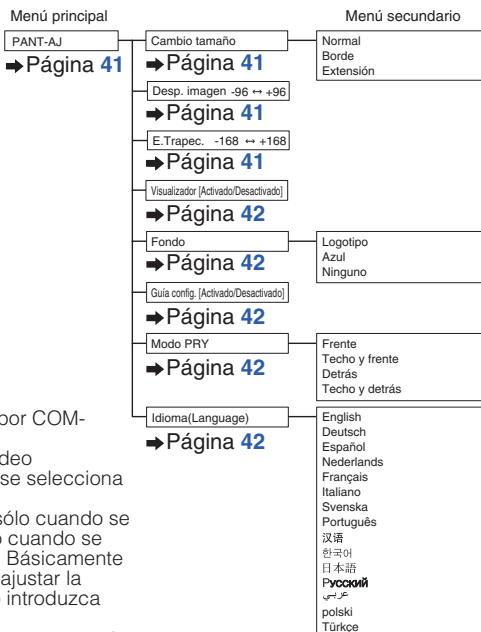 Menú principal
Menú secundario
PANT-AJ
➡Página 41
Cambio tamaño
➡Página 41
Normal
Borde
Extensión
Desp. imagen -96 ↔ +96
➡Página 41
E.Trapec. -168 ↔ +168
➡Página 41
Visualizador [Activado/Desactivado]
➡Página 42
Fondo
➡Página 42
Logotipo
Azul
Ninguno
Guía config. [Activado/Desactivado]
➡Página 42
Modo PRY
➡Página 42
Frente
Techo y frente
Detrás
Techo y detrás
Idioma(Language)
➡Página 42
English
Deutsch
Español
Nederlands
Français
Italiano
Svenska
Português
汉语
한국어
日本語
Русский
عربي
polski
Türkçe
por COM-
deo
se selecciona
sólo cuando se
o cuando se
Básicamente
ajustar la
introduzca